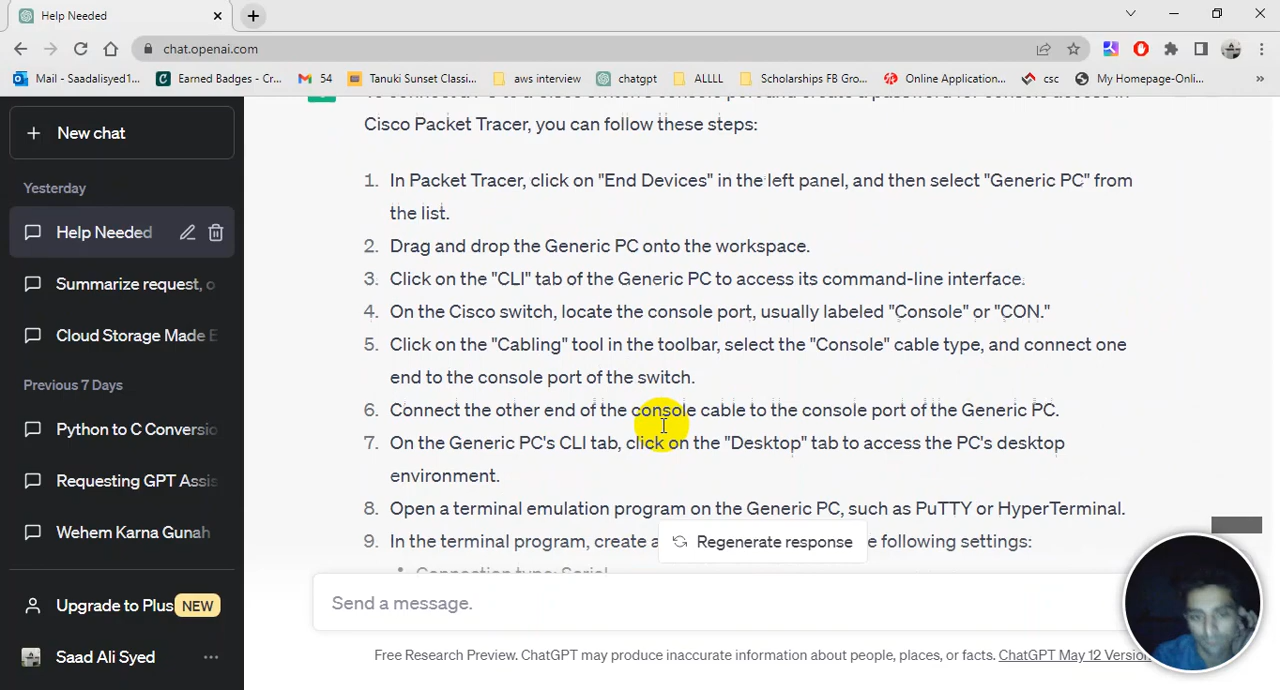 Help Needed
chat.openai.com
Mail - Saadalisyed1...
Earned Badges - Cr...
54
Tanuki Sunset Classi...
aws interview
chatgpt
ALLLL
Scholarships FB Gro...
Online Application...
csc
My Homepage-Onli...
»
New chat
Yesterday
Help Needed
Summarize request, o
Cloud Storage Made E
Previous 7 Days
Python to C Conversio
Requesting GPT Assis
Wehem Karna Gunah
Upgrade to Plus NEW
Saad Ali Syed
Cisco Packet Tracer, you can follow these steps:
1. In Packet Tracer, click on "End Devices" in the left panel, and then select "Generic PC" from
the list.
2. Drag and drop the Generic PC onto the workspace.
3. Click on the "CLI" tab of the Generic PC to access its command-line interface.
4. On the Cisco switch, locate the console port, usually labeled "Console" or "CON."
5. Click on the "Cabling" tool in the toolbar, select the "Console" cable type, and connect one
end to the console port of the switch.
6. Connect the other end of the console cable to the console port of the Generic PC.
7. On the Generic PC's CLI tab, click on the "Desktop" tab to access the PC's desktop
environment.
8. Open a terminal emulation program on the Generic PC, such as PuTTY or HyperTerminal.
9. In the terminal program, create a
e following settings:
Regenerate response
Send a message.
Free Research Preview. ChatGPT may produce inaccurate information about people, places, or facts. ChatGPT May 12 Version